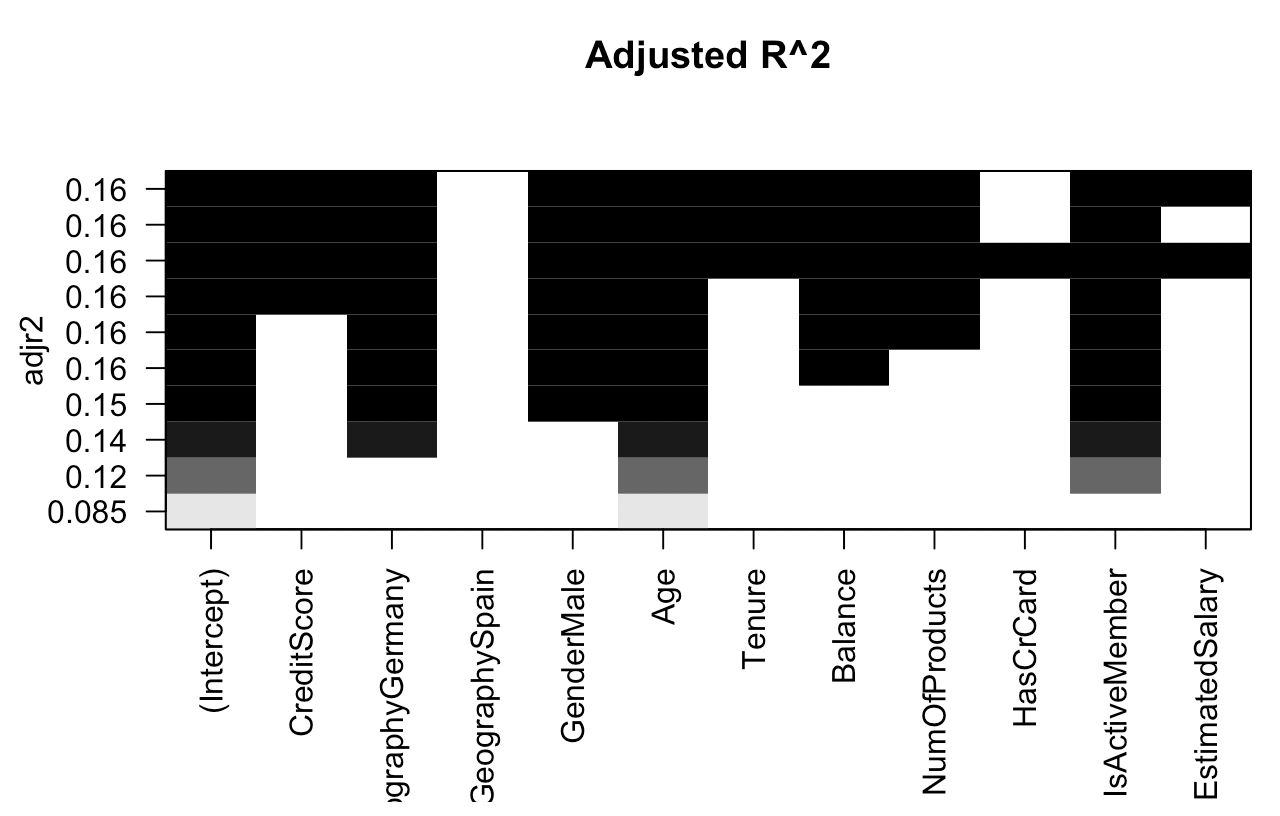 Adjusted R^2
adjr2
0.16
0.16
0.16
0.16
0.16
0.16
0.15
0.14
0.12
0.085
(Intercept)
CreditScore
ographyGermany
GeographySpain
GenderMale
Age
Tenure
Balance
NumOfProducts
HasCrCard
IsActiveMember
EstimatedSalary